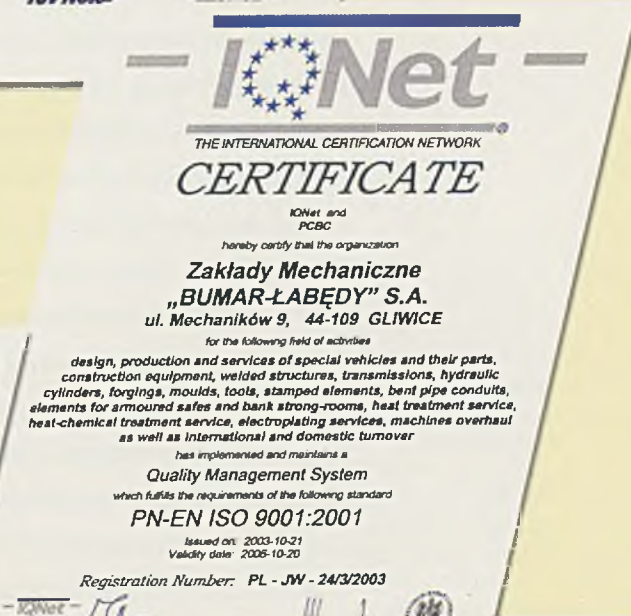 IQNet
®
THE INTERNATIONAL CERTIFICATION NETWORK
CERTIFICATE
IQNet and
PCBC
hereby certify that the organization
Zakłady Mechaniczne
„BUMAR-ŁABĘDY” S.A.
ul. Mechaników 9, 44-109 GLIWICE
for the following field of activities
design, production and services of special vehicles and their parts,
construction equipment, welded structures, transmissions, hydraulic
cylinders, forgings, moulds, tools, stamped elements, bent pipe conduits,
elements for armoured safes and bank strong-rooms, heat treatment service,
heat-chemical treatment service, electroplating services, machines overhaul
as well as international and domestic turnover
has implemented and maintains a
Quality Management System
which fulfills the requirements of the following standard
PN-EN ISO 9001:2001
Issued on: 2003-10-21
Validity date: 2006-10-20
Registration Number: PL - JW - 24/3/2003
IQNet